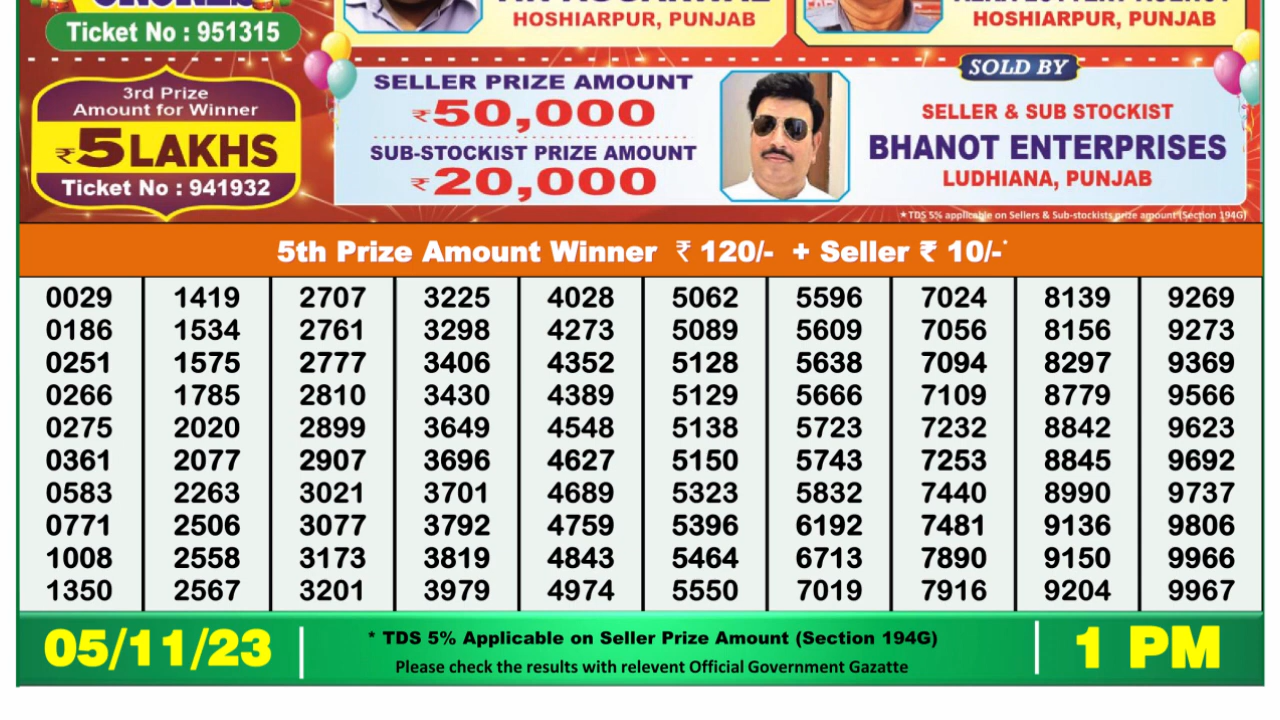 Ticket No : 951315
HOSHIARPUR, PUNJAB
HOSHIARPUR, PUNJAB
3rd Prize
Amount for Winner
₹5 LAKHS
Ticket No : 941932
SELLER PRIZE AMOUNT
₹50,000
SUB-STOCKIST PRIZE AMOUNT
₹20,000
SOLD BY
SELLER & SUB STOCKIST
BHANOT ENTERPRISES
LUDHIANA, PUNJAB
★TDS 5% applicable on Sellers & Sub-stockists prize amount (Section 194G)
5th Prize Amount Winner ₹ 120/- + Seller ₹ 10/-*
0029 1419 2707 3225 4028 5062 5596 7024 8139 9269
0186 1534 2761 3298 4273 5089 5609 7056 8156 9273
0251 1575 2777 3406 4352 5128 5638 7094 8297 9369
0266 1785 2810 3430 4389 5129 5666 7109 8779 9566
0275 2020 2899 3649 4548 5138 5723 7232 8842 9623
0361 2077 2907 3696 4627 5150 5743 7253 8845 9692
0583 2263 3021 3701 4689 5323 5832 7440 8990 9737
0771 2506 3077 3792 4759 5396 6192 7481 9136 9806
1008 2558 3173 3819 4843 5464 6713 7890 9150 9966
1350 2567 3201 3979 4974 5550 7019 7916 9204 9967
05/11/23
* TDS 5% Applicable on Seller Prize Amount (Section 194G)
Please check the results with relevent Official Government Gazatte
1 PM